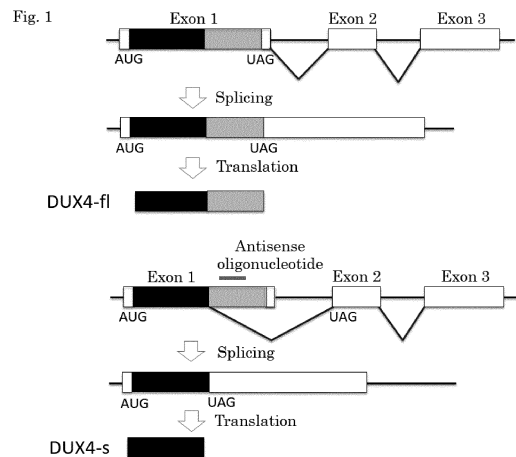 Fig. 1
Exon 1 Exon 2 Exon 3
AUG UAG
Splicing
AUG UAG
Translation
DUX4-fl
Antisense
oligonucleotide
Exon 1 Exon 2 Exon 3
AUG UAG
Splicing
AUG UAG
Translation
DUX4-s